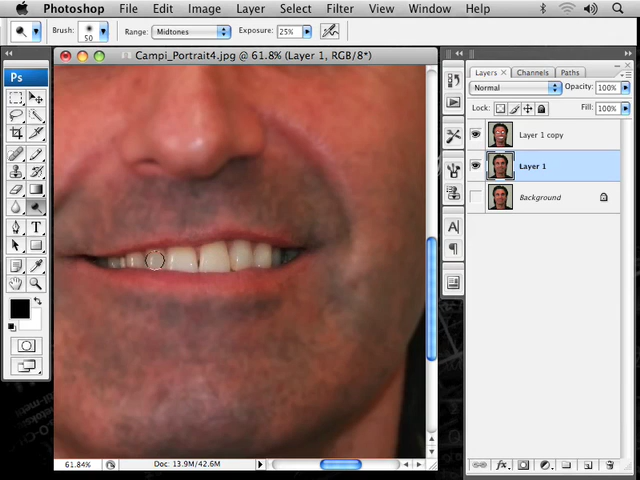 Photoshop File Edit Image Layer Select Filter View Window Help
Brush: 50 Range: Midtones Exposure: 25%
Campi_Portrait4.jpg @ 61.8% (Layer 1, RGB/8*)
Ps
T
A
Layers x Channels Paths
Normal Opacity: 100%
Lock: Fill: 100%
Layer 1 copy
Layer 1
Background
61.84% Doc: 13.9M/42.6M
fx